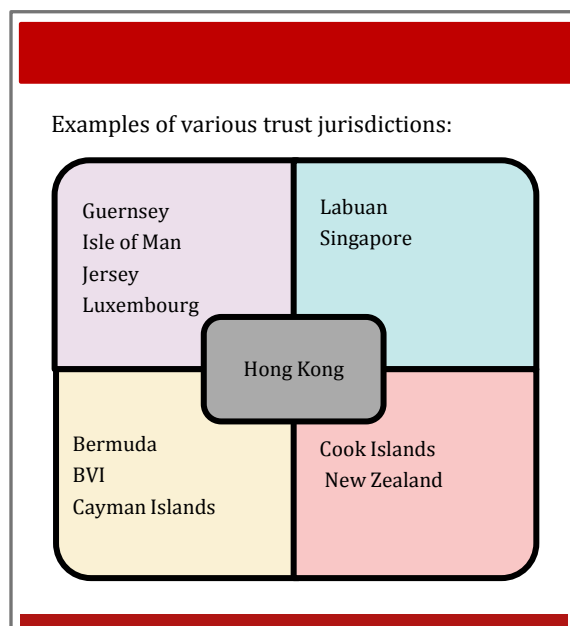 Examples of various trust jurisdictions:
Guernsey
Isle of Man
Jersey
Luxembourg
Labuan
Singapore
Hong Kong
Bermuda
BVI
Cayman Islands
Cook Islands
New Zealand